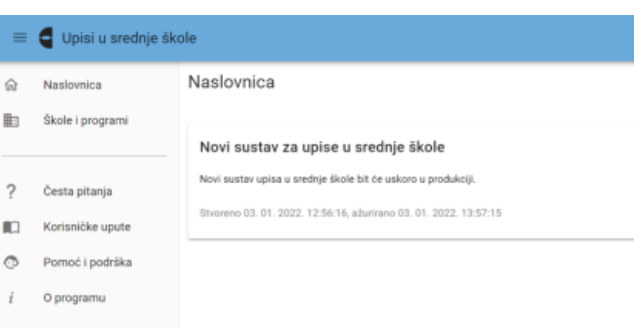 Upisi u srednje škole
Naslovnica
Škole i programi
Česta pitanja
Korisničke upute
Pomoć i podrška
O programu
Naslovnica
Novi sustav za upise u srednje škole
Novi sustav upisa u srednje škole bit će uskoro u produkciji.
Stvoreno 03. 01. 2022. 12:56:16, ažurirano 03. 01. 2022. 13:57:15